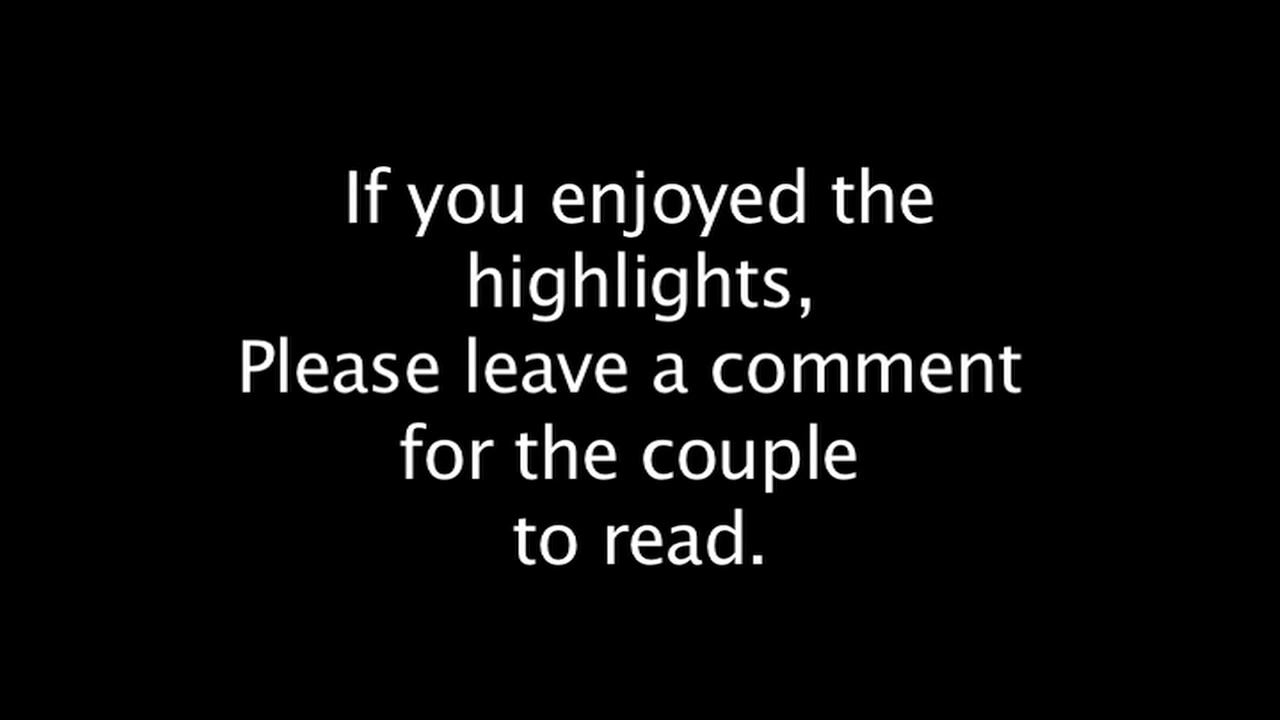 If you enjoyed the
highlights,
Please leave a comment
for the couple
to read.